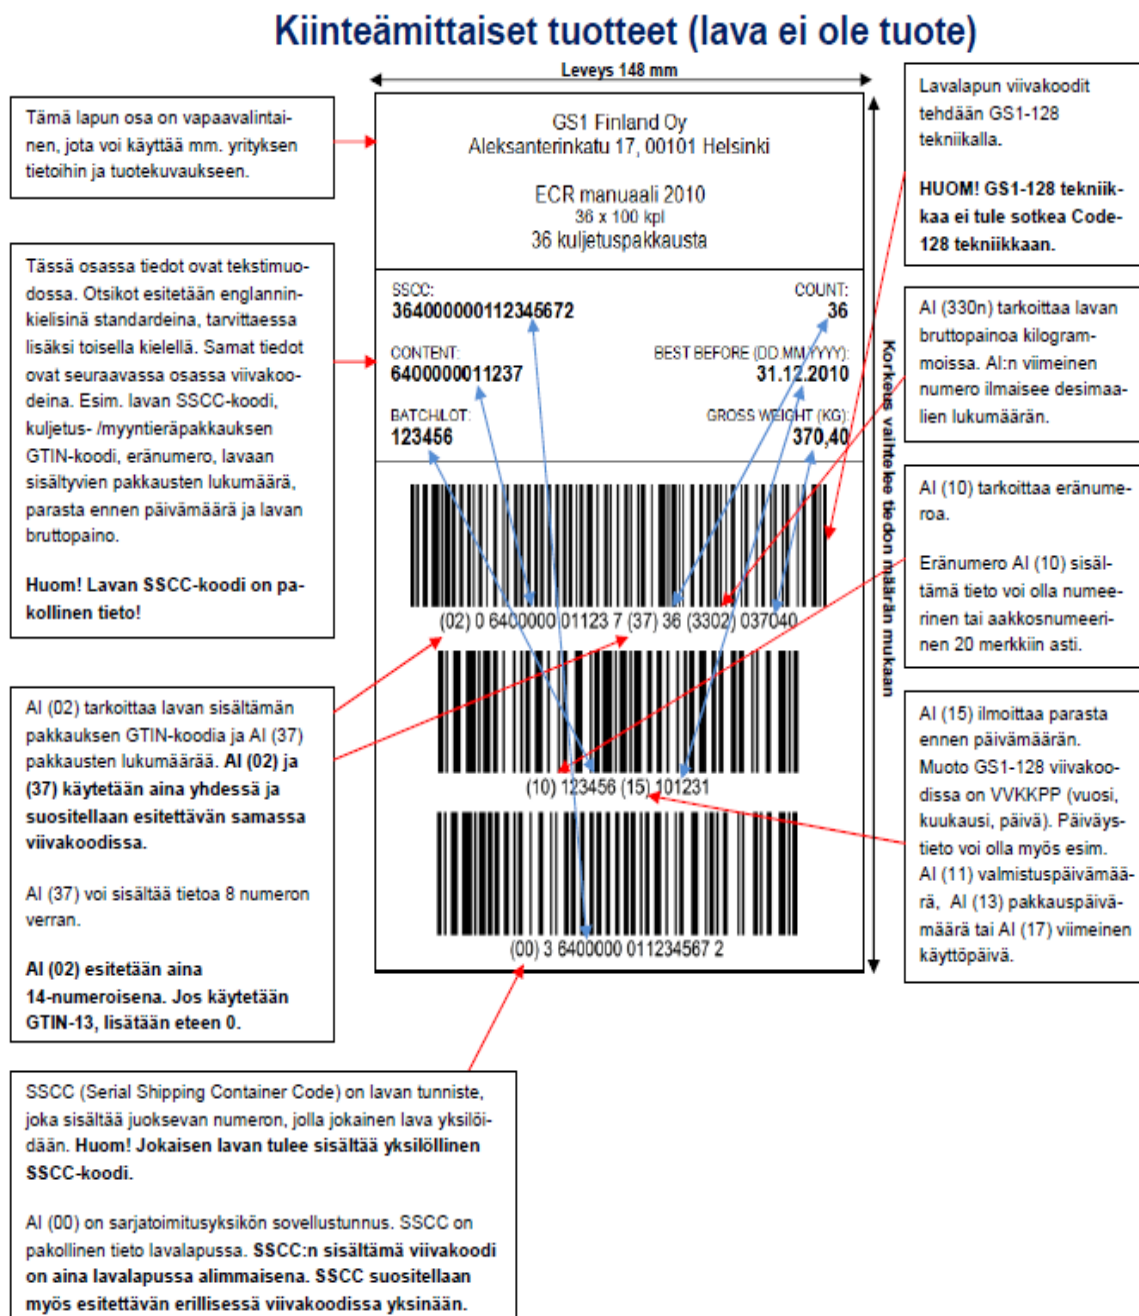 Kiinteämittaiset tuotteet (lava ei ole tuote)
Leveys 148 mm
Tämä lapun osa on vapaavalintai-
nen, jota voi käyttää mm. yrityksen
tietoihin ja tuotekuvaukseen.
GS1 Finland Oy
Aleksanterinkatu 17, 00101 Helsinki
ECR manuaali 2010
36 x 100 kpl
36 kuljetuspakkausta
Lavalapun viivakoodit
tehdään GS1-128
tekniikalla.
HUOM! GS1-128 tekniik-
kaa ei tule sotkea Code-
128 tekniikkaan.
Tässä osassa tiedot ovat tekstimuo-
dossa. Otsikot esitetään englannin-
kielisinä standardeina, tarvittaessa
lisäksi toisella kielellä. Samat tiedot
ovat seuraavassa osassa viivakoo-
deina. Esim. lavan SSCC-koodi,
kuljetus- /myyntieräpakkauksen
GTIN-koodi, eränumero, lavaan
sisältyvien pakkausten lukumäärä,
parasta ennen päivämäärä ja lavan
bruttopaino.
Huom! Lavan SSCC-koodi on pa-
kollinen tieto!
SSCC:
364000000112345672
COUNT:
36
CONTENT:
6400000011237
BEST BEFORE (DD.MM.YYYY):
31.12.2010
BATCH/LOT:
123456
GROSS WEIGHT (KG):
370,40
Korkeus vaihtelee tiedon määrän mukaan
AI (330n) tarkoittaa lavan
bruttopainoa kilogram-
moissa. AI:n viimeinen
numero ilmaisee desimaa-
lien lukumäärän.
AI (10) tarkoittaa eränume-
roa.
Eränumero AI (10) sisäl-
tämä tieto voi olla numee-
rinen tai aakkosnumeeri-
nen 20 merkkiin asti.
(02) 0 6400000 01123 7 (37) 36 (3302) 037040
(10) 123456 (15) 101231
(00) 3 6400000 011234567 2
AI (02) tarkoittaa lavan sisältämän
pakkauksen GTIN-koodia ja AI (37)
pakkausten lukumäärää. AI (02) ja
(37) käytetään aina yhdessä ja
suositellaan esitettävän samassa
viivakoodissa.
AI (37) voi sisältää tietoa 8 numeron
verran.
AI (02) esitetään aina
14-numeroisena. Jos käytetään
GTIN-13, lisätään eteen 0.
AI (15) ilmoittaa parasta
ennen päivämäärän.
Muoto GS1-128 viivakoo-
dissa on VVKKPP (vuosi,
kuukausi, päivä). Päiväys-
tieto voi olla myös esim.
AI (11) valmistuspäivämää-
rä, AI (13) pakkauspäivä-
määrä tai AI (17) viimeinen
käyttöpäivä.
SSCC (Serial Shipping Container Code) on lavan tunniste,
joka sisältää juoksevan numeron, jolla jokainen lava yksilöi-
dään. Huom! Jokaisen lavan tulee sisältää yksilöllinen
SSCC-koodi.
AI (00) on sarjatoimitusyksikön sovellustunnus. SSCC on
pakollinen tieto lavalapussa. SSCC:n sisältämä viivakoodi
on aina lavalapussa alimmaisena. SSCC suositellaan
myös esitettävän erillisessä viivakoodissa yksinään.